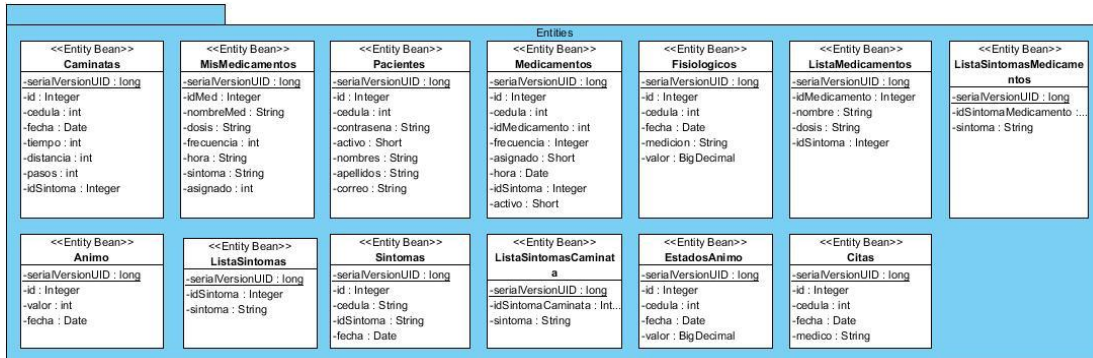 Entities
<<Entity Bean>>
Caminatas
-serialVersionUID : long
-id : Integer
-cedula : int
-fecha : Date
-tiempo : int
-distancia : int
-pasos : int
-idSintoma : Integer
<<Entity Bean>>
MisMedicamentos
-serialVersionUID : long
-idMed : Integer
-nombreMed : String
-dosis : String
-frecuencia : int
-hora : String
-sintoma : String
-asignado : int
<<Entity Bean>>
Pacientes
-serialVersionUID : long
-id : Integer
-cedula : int
-contrasena : String
-activo : Short
-nombres : String
-apellidos : String
-correo : String
<<Entity Bean>>
Medicamentos
-serialVersionUID : long
-id : Integer
-cedula : int
-idMedicamento : int
-frecuencia : Integer
-asignado : Short
-hora : Date
-idSintoma : Integer
-activo : Short
<<Entity Bean>>
Fisiologicos
-serialVersionUID : long
-id : Integer
-cedula : int
-fecha : Date
-medicion : String
-valor : BigDecimal
<<Entity Bean>>
ListaMedicamentos
-serialVersionUID : long
-idMedicamento : Integer
-nombre : String
-dosis : String
-idSintoma : Integer
<<Entity Bean>>
ListaSintomasMedicame
ntos
-serialVersionUID : long
-idSintomaMedicamento :...
-sintoma : String
<<Entity Bean>>
Animo
-serialVersionUID : long
-id : Integer
-valor : int
-fecha : Date
<<Entity Bean>>
ListaSintomas
-serialVersionUID : long
-idSintoma : Integer
-sintoma : String
<<Entity Bean>>
Sintomas
-serialVersionUID : long
-id : Integer
-cedula : String
-idSintoma : String
-fecha : Date
<<Entity Bean>>
ListaSintomasCaminat
a
-serialVersionUID : long
-idSintomaCaminata : Int...
-sintoma : String
<<Entity Bean>>
EstadosAnimo
-serialVersionUID : long
-id : Integer
-cedula : int
-fecha : Date
-valor : BigDecimal
<<Entity Bean>>
Citas
-serialVersionUID : long
-id : Integer
-cedula : int
-fecha : Date
-medico : String